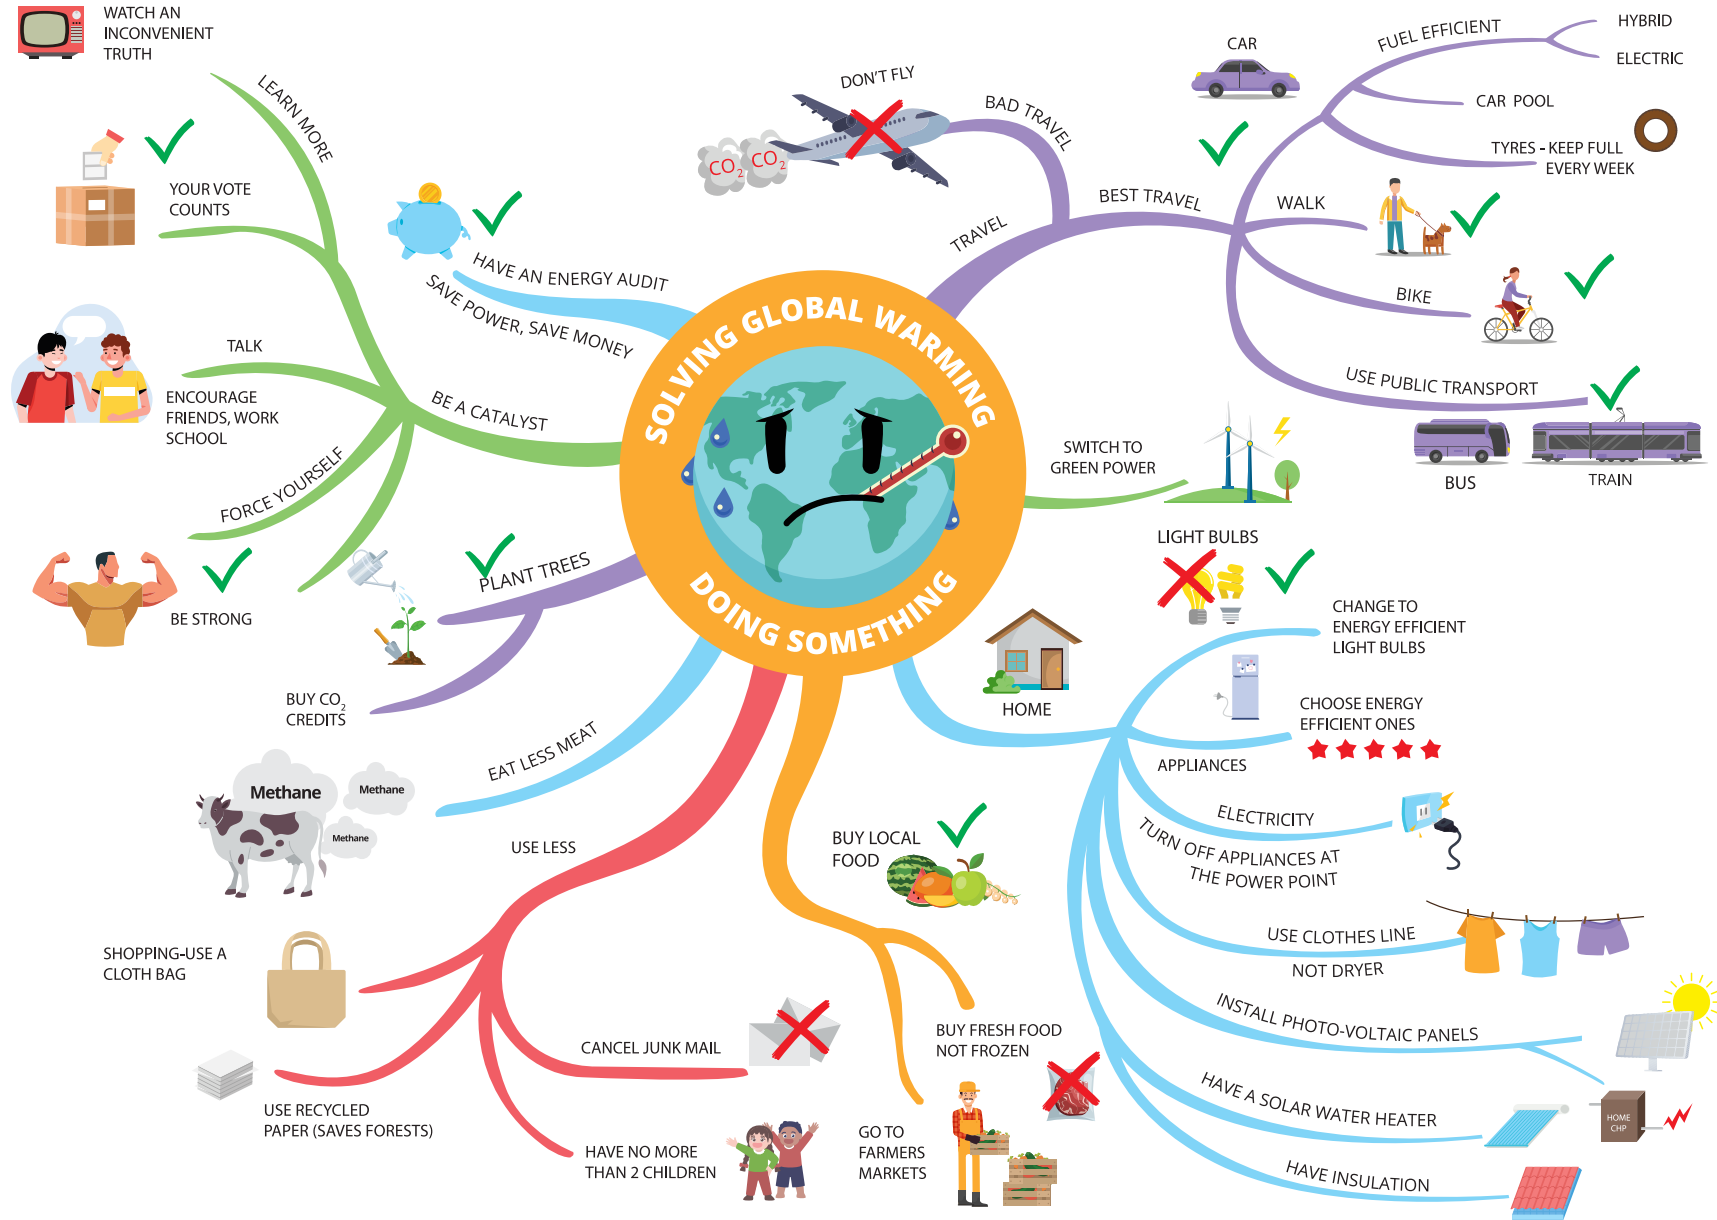 SOLVING GLOBAL WARMING
DOING SOMETHING
WATCH AN
INCONVENIENT
TRUTH
LEARN MORE
YOUR VOTE
COUNTS
TALK
ENCOURAGE
FRIENDS, WORK
SCHOOL
FORCE YOURSELF
BE STRONG
BE A CATALYST
HAVE AN ENERGY AUDIT
SAVE POWER, SAVE MONEY
DON'T FLY
CO2 CO2
BAD TRAVEL
TRAVEL
BEST TRAVEL
CAR
FUEL EFFICIENT
HYBRID
ELECTRIC
CAR POOL
TYRES - KEEP FULL
EVERY WEEK
WALK
BIKE
USE PUBLIC TRANSPORT
BUS
TRAIN
SWITCH TO
GREEN POWER
LIGHT BULBS
CHANGE TO
ENERGY EFFICIENT
LIGHT BULBS
HOME
CHOOSE ENERGY
EFFICIENT ONES
APPLIANCES
ELECTRICITY
TURN OFF APPLIANCES AT
THE POWER POINT
USE CLOTHES LINE
NOT DRYER
INSTALL PHOTO-VOLTAIC PANELS
HOME
CHP
HAVE A SOLAR WATER HEATER
HAVE INSULATION
PLANT TREES
BUY CO2
CREDITS
EAT LESS MEAT
Methane
Methane
Methane
USE LESS
SHOPPING-USE A
CLOTH BAG
USE RECYCLED
PAPER (SAVES FORESTS)
CANCEL JUNK MAIL
HAVE NO MORE
THAN 2 CHILDREN
BUY LOCAL
FOOD
BUY FRESH FOOD
NOT FROZEN
GO TO
FARMERS
MARKETS